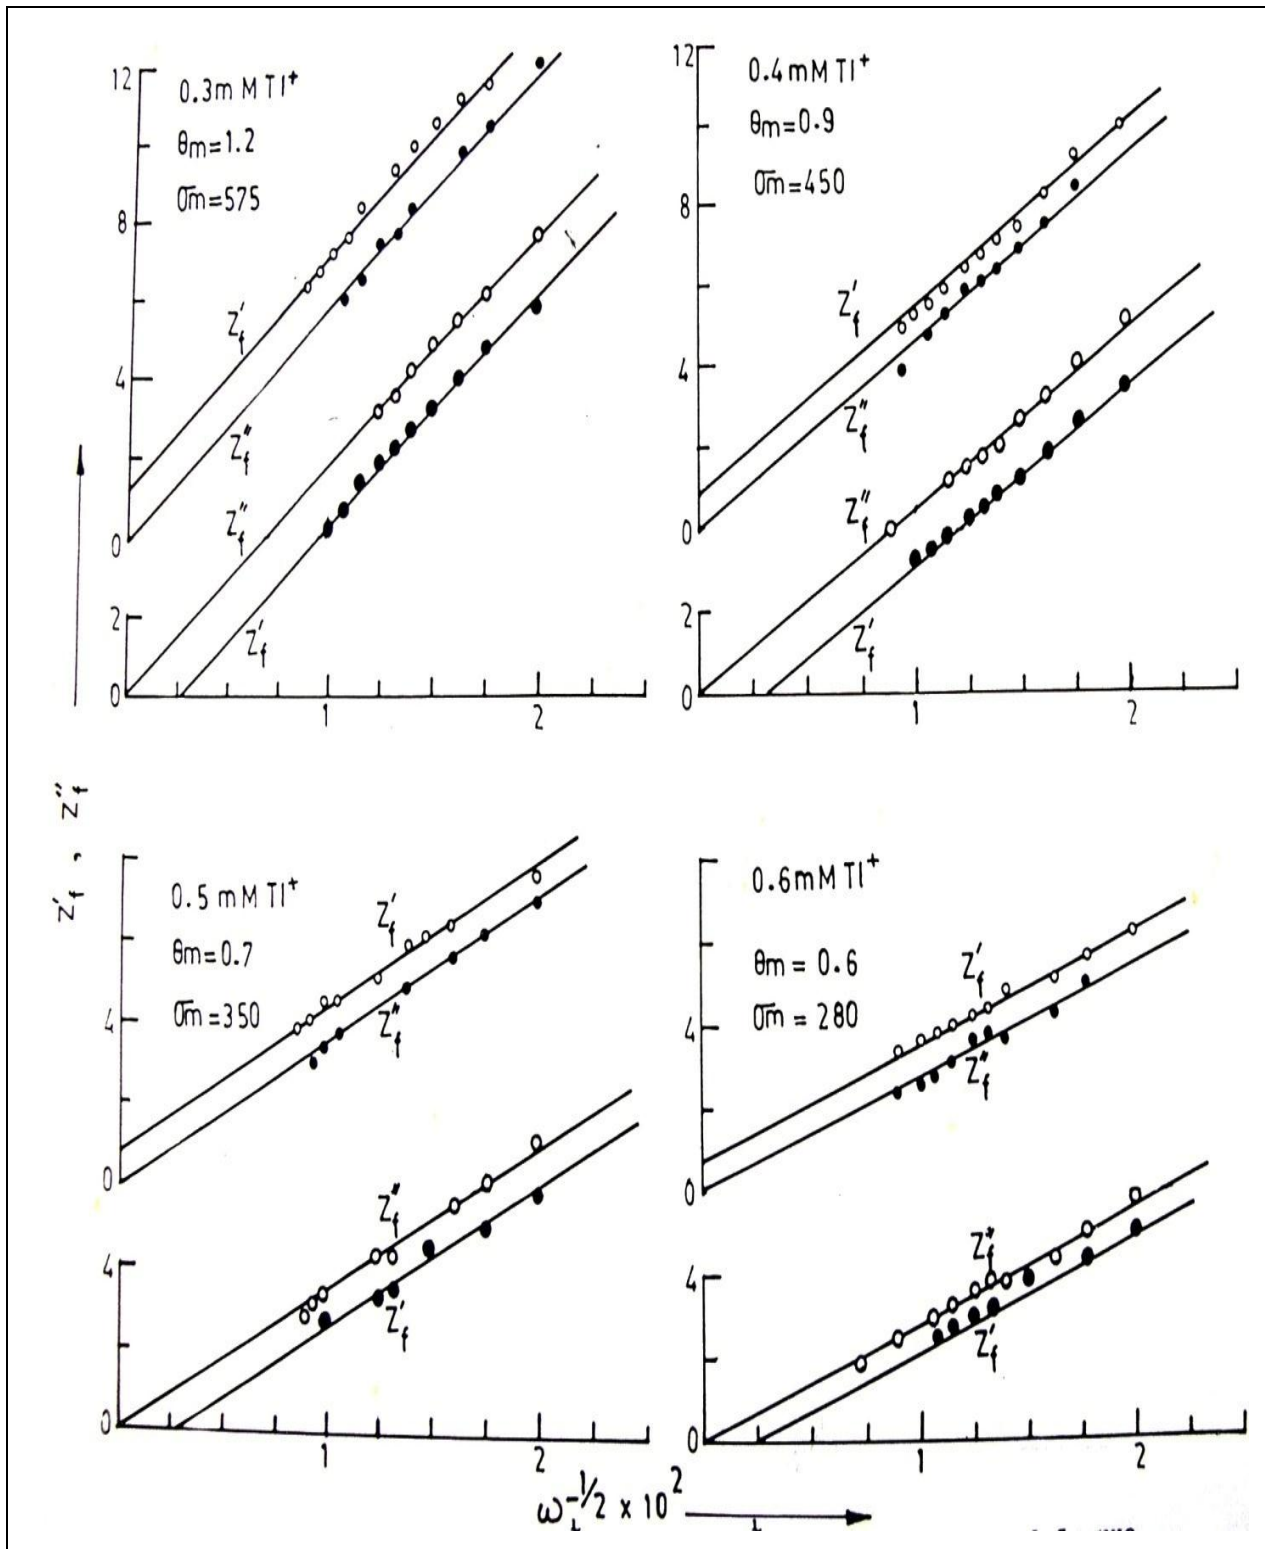 12
0.3m M Tl⁺
θm=1.2
σm=575
8
Z'f
4
Z"f
Z"f
0
2
Z'f
0
1
2
12
0.4mM Tl⁺
θm=0.9
σm=450
8
Z'f
4
Z"f
Z"f
0
2
Z'f
0
1
2
Z'f , Z"f
0.5 mM Tl⁺
Z'f
θm=0.7
4
σm=350
Z"f
0
Z"f
4
Z'f
0
1
2
0.6mM Tl⁺
Z'f
θm = 0.6
4
σm = 280
Z"f
0
Z"f
4
Z'f
0
1
2
ω^-1/2 x 10^2